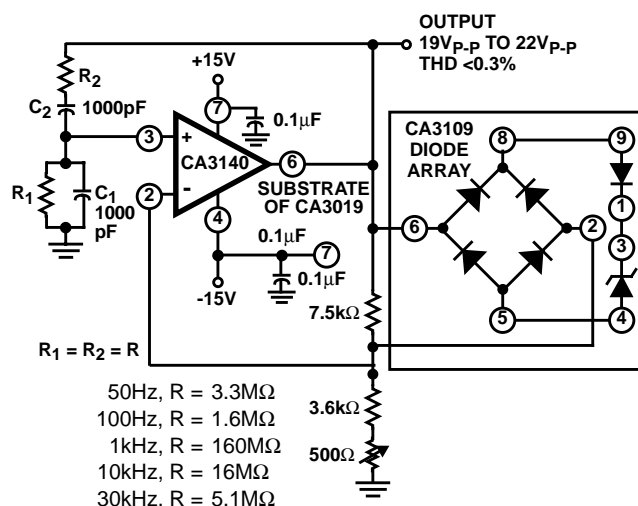 OUTPUT
19VP-P TO 22VP-P
THD <0.3%
+15V
R2
C2 1000pF
7
0.1µF
3
+
CA3140
6
2
-
SUBSTRATE
OF CA3019
R1
C1
1000
pF
4
0.1µF
7
0.1µF
-15V
CA3109
DIODE
ARRAY
8
9
6
2
1
3
5
4
7.5kΩ
R1 = R2 = R
3.6kΩ
500Ω
50Hz, R = 3.3MΩ
100Hz, R = 1.6MΩ
1kHz, R = 160MΩ
10kHz, R = 16MΩ
30kHz, R = 5.1MΩ